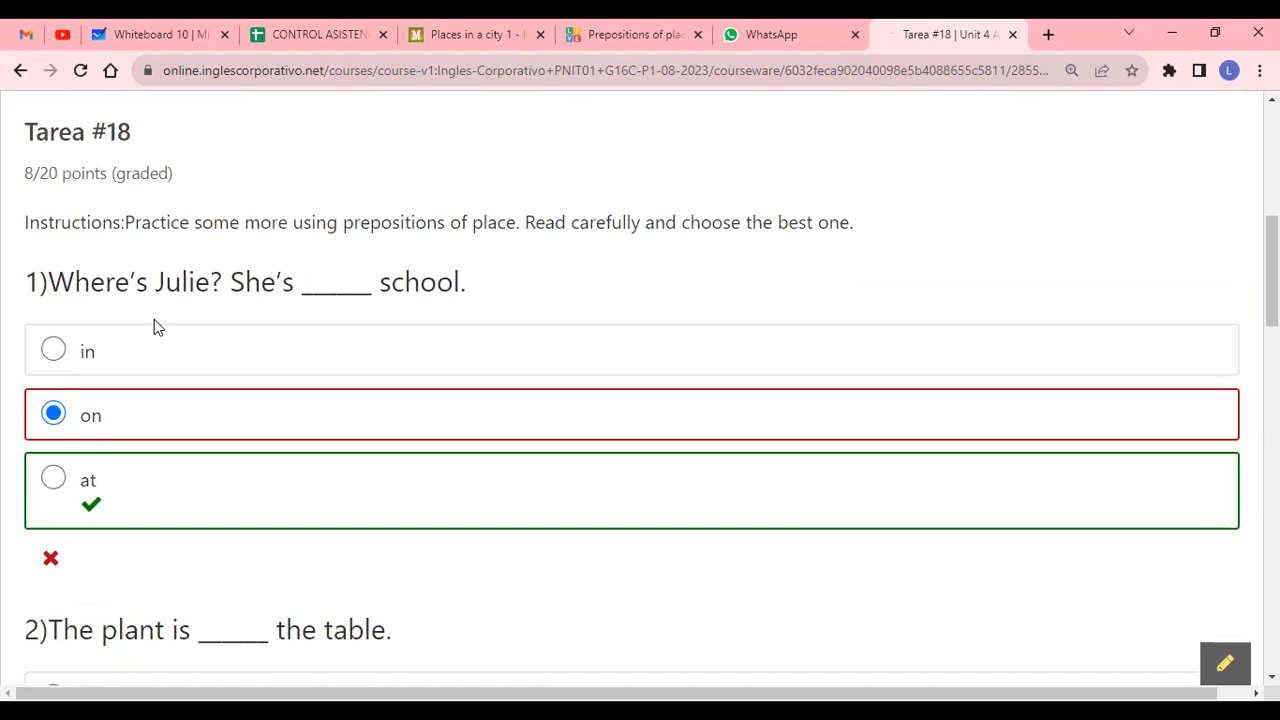 Whiteboard 10 | Mi
CONTROL ASISTEN
Places in a city 1 -
Prepositions of plac
WhatsApp
Tarea #18 | Unit 4 A
online.inglescorporativo.net/courses/course-v1:Ingles-Corporativo+PNIT01+G16C-P1-08-2023/courseware/6032feca902040098e5b4088655c5811/2855...
L
Tarea #18
8/20 points (graded)
Instructions:Practice some more using prepositions of place. Read carefully and choose the best one.
1)Where’s Julie? She’s ______ school.
in
on
at
2)The plant is ______ the table.